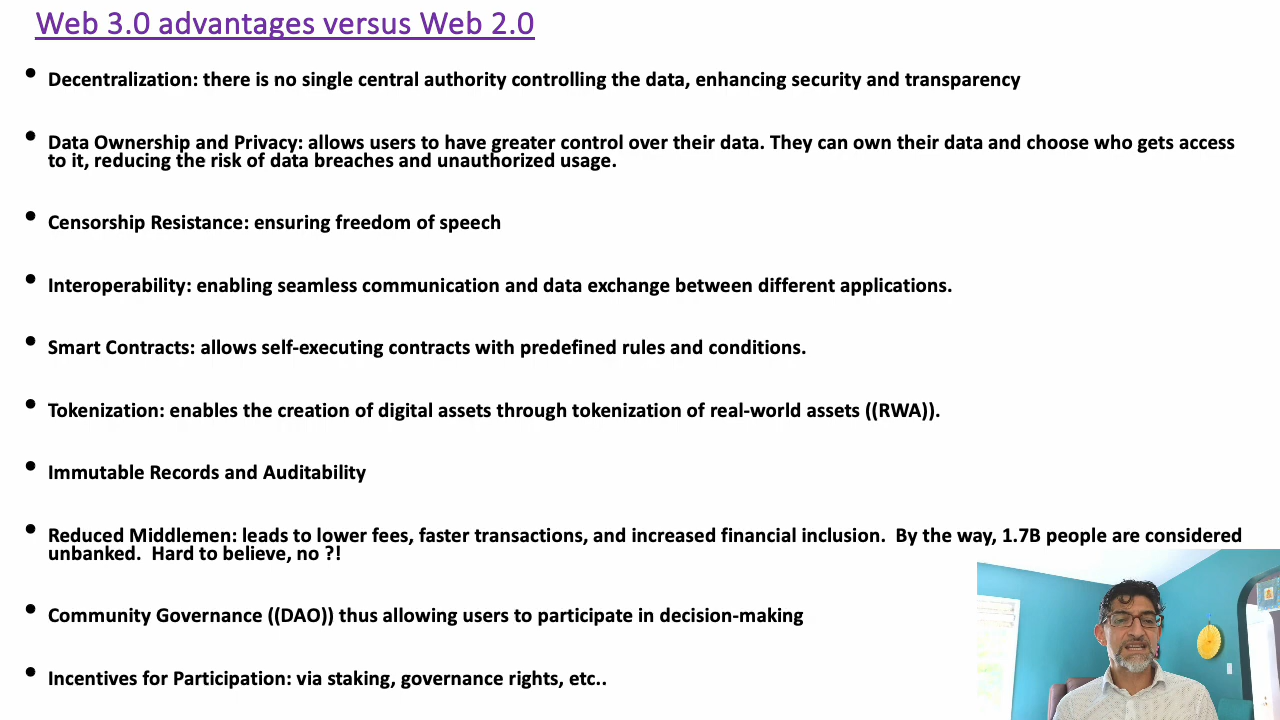 Web 3.0 advantages versus Web 2.0
• Decentralization: there is no single central authority controlling the data, enhancing security and transparency
• Data Ownership and Privacy: allows users to have greater control over their data. They can own their data and choose who gets access
to it, reducing the risk of data breaches and unauthorized usage.
• Censorship Resistance: ensuring freedom of speech
• Interoperability: enabling seamless communication and data exchange between different applications.
• Smart Contracts: allows self-executing contracts with predefined rules and conditions.
• Tokenization: enables the creation of digital assets through tokenization of real-world assets ((RWA)).
• Immutable Records and Auditability
• Reduced Middlemen: leads to lower fees, faster transactions, and increased financial inclusion.  By the way, 1.7B people are considered
unbanked.  Hard to believe, no ?!
• Community Governance ((DAO)) thus allowing users to participate in decision-making
• Incentives for Participation: via staking, governance rights, etc..